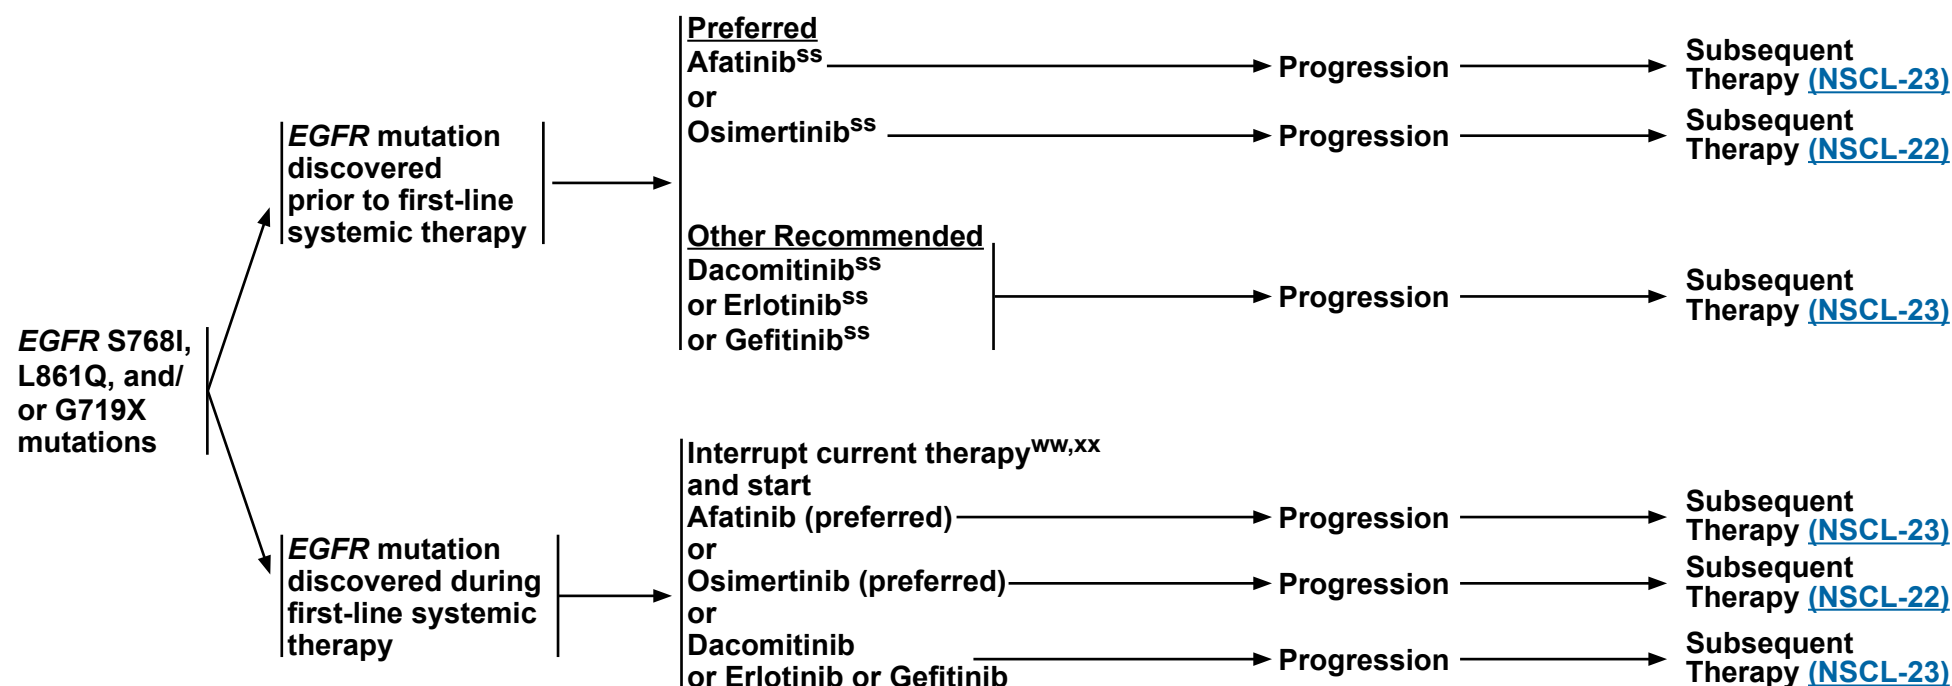 EGFR S768I,
L861Q, and/
or G719X
mutations
EGFR mutation
discovered
prior to first-line
systemic therapy
Preferred
Afatinibss
or
Osimertinibss
Other Recommended
Dacomitinibss
or Erlotinibss
or Gefitinibss
Progression
Subsequent
Therapy (NSCL-23)
Progression
Subsequent
Therapy (NSCL-22)
Progression
Subsequent
Therapy (NSCL-23)
EGFR mutation
discovered during
first-line systemic
therapy
Interrupt current therapyww,xx
and start
Afatinib (preferred)
or
Osimertinib (preferred)
or
Dacomitinib
or Erlotinib or Gefitinib
Progression
Subsequent
Therapy (NSCL-23)
Progression
Subsequent
Therapy (NSCL-22)
Progression
Subsequent
Therapy (NSCL-23)